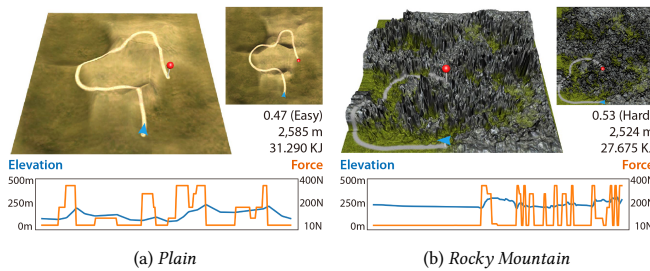 0.47 (Easy)
2,585 m
31.290 KJ
Elevation
Force
500m
250m
0m
400N
200N
10N
(a) Plain
0.53 (Hard
2,524 m
27.675 KJ
Elevation
Force
500m
250m
0m
400N
200N
10N
(b) Rocky Mountain